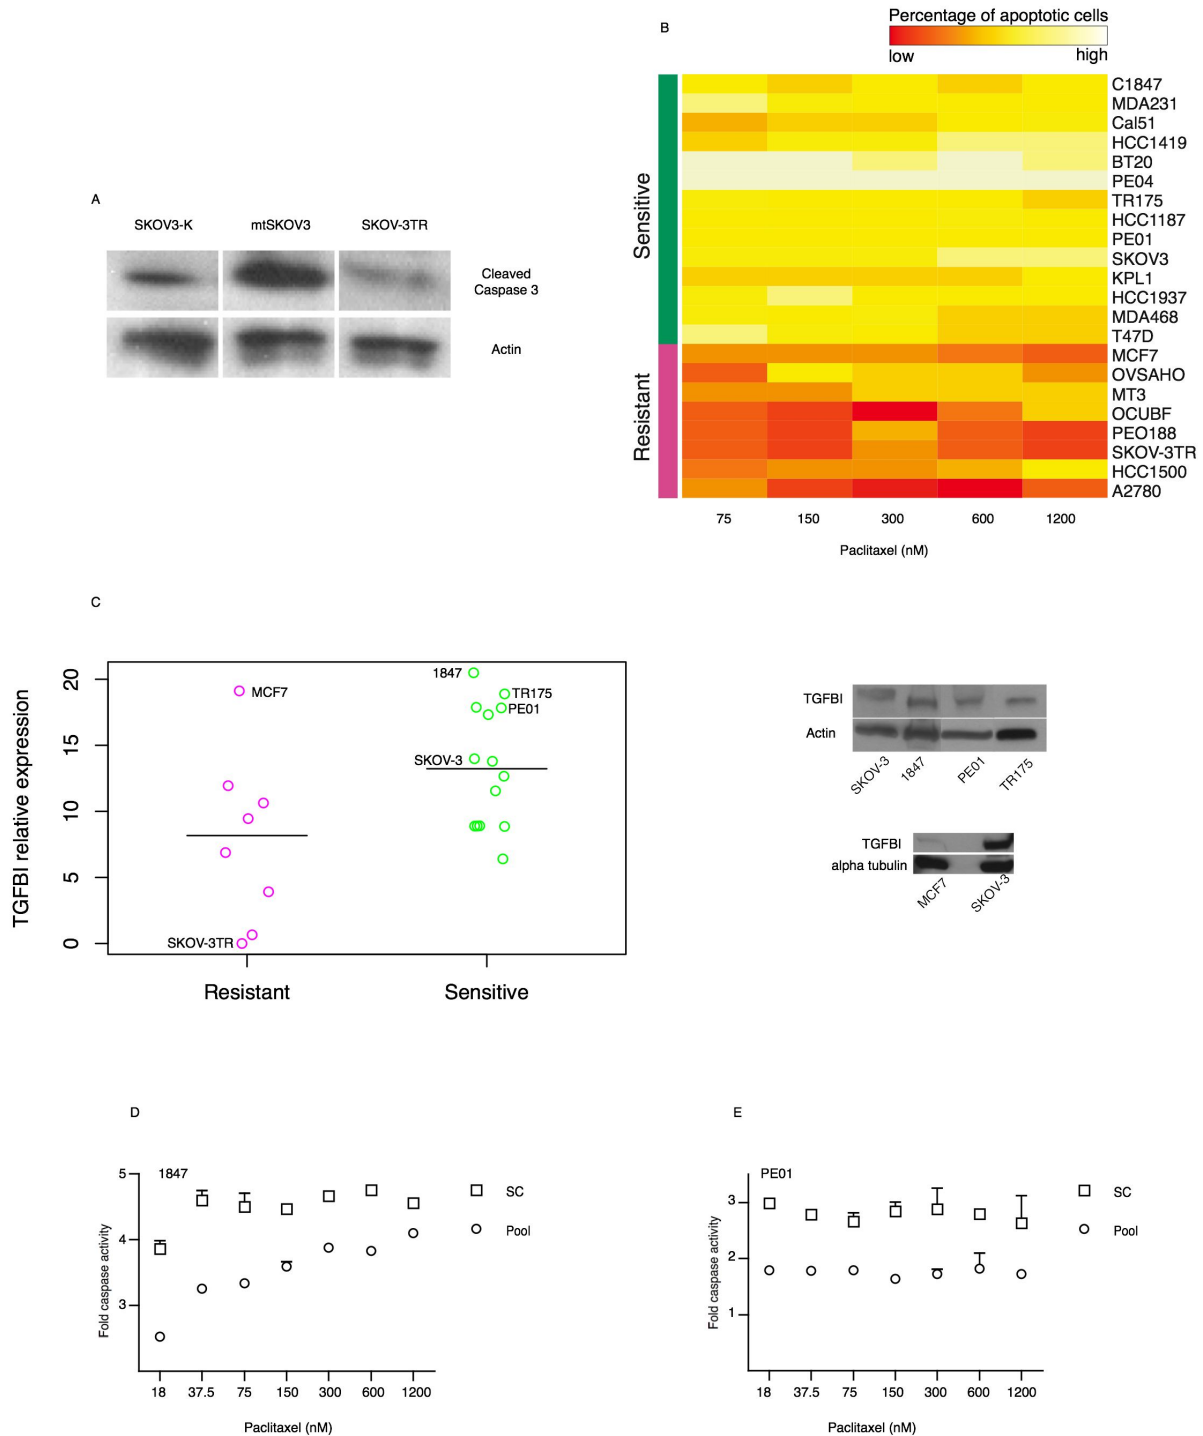 A
SKOV3-K mtSKOV3 SKOV-3TR
Cleaved
Caspase 3
Actin
B
Percentage of apoptotic cells
low high
Sensitive
Resistant
C1847
MDA231
Cal51
HCC1419
BT20
PE04
TR175
HCC1187
PE01
SKOV3
KPL1
HCC1937
MDA468
T47D
MCF7
OVSAHO
MT3
OCUBF
PEO188
SKOV-3TR
HCC1500
A2780
75 150 300 600 1200
Paclitaxel (nM)
C
TGFBI relative expression
20
15
10
5
0
MCF7
SKOV-3TR
1847
TR175
PE01
SKOV-3
Resistant Sensitive
TGFBI
Actin
SKOV-3 1847 PE01 TR175
TGFBI
alpha tubulin
MCF7 SKOV-3
D
1847
Fold caspase activity
5
4
3
SC
Pool
18 37.5 75 150 300 600 1200
Paclitaxel (nM)
E
PE01
Fold caspase activity
3
2
1
SC
Pool
18 37.5 75 150 300 600 1200
Paclitaxel (nM)